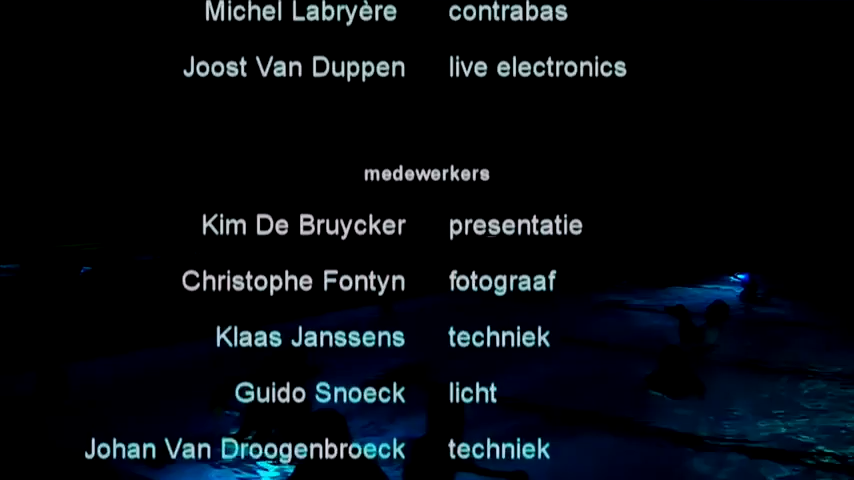 Michel Labryère contrabas
Joost Van Duppen live electronics
medewerkers
Kim De Bruycker presentatie
Christophe Fontyn fotograaf
Klaas Janssens techniek
Guido Snoeck licht
Johan Van Droogenbroeck techniek